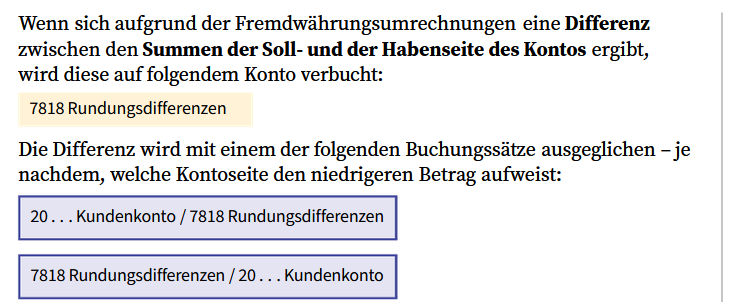 Wenn sich aufgrund der Fremdwährungsumrechnungen eine Differenz
zwischen den Summen der Soll- und der Habenseite des Kontos ergibt,
wird diese auf folgendem Konto verbucht:
7818 Rundungsdifferenzen
Die Differenz wird mit einem der folgenden Buchungssätze ausgeglichen – je
nachdem, welche Kontoseite den niedrigeren Betrag aufweist:
20 . . . Kundenkonto / 7818 Rundungsdifferenzen
7818 Rundungsdifferenzen / 20 . . . Kundenkonto